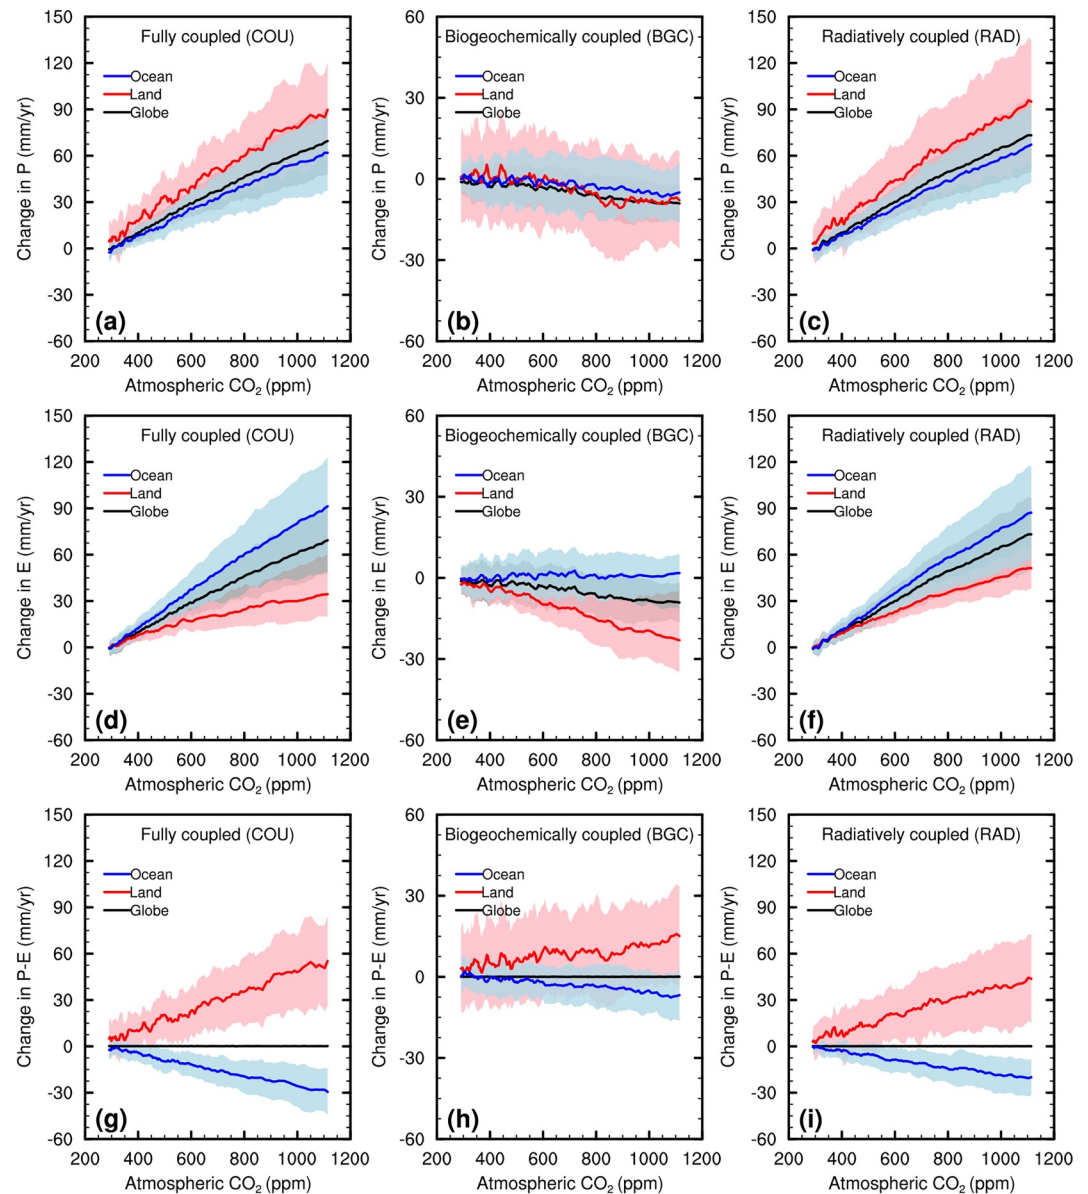 Fully coupled (COU)
Ocean
Land
Globe
Change in P (mm/yr)
150
120
90
60
30
0
-30
-60
(a)
200 400 600 800 1000 1200
Atmospheric CO2 (ppm)
Biogeochemically coupled (BGC)
Ocean
Land
Globe
Change in P (mm/yr)
60
30
0
-30
-60
(b)
200 400 600 800 1000 1200
Atmospheric CO2 (ppm)
Radiatively coupled (RAD)
Ocean
Land
Globe
Change in P (mm/yr)
150
120
90
60
30
0
-30
-60
(c)
200 400 600 800 1000 1200
Atmospheric CO2 (ppm)
Fully coupled (COU)
Ocean
Land
Globe
Change in E (mm/yr)
150
120
90
60
30
0
-30
-60
(d)
200 400 600 800 1000 1200
Atmospheric CO2 (ppm)
Biogeochemically coupled (BGC)
Ocean
Land
Globe
Change in E (mm/yr)
60
30
0
-30
-60
(e)
200 400 600 800 1000 1200
Atmospheric CO2 (ppm)
Radiatively coupled (RAD)
Ocean
Land
Globe
Change in E (mm/yr)
150
120
90
60
30
0
-30
-60
(f)
200 400 600 800 1000 1200
Atmospheric CO2 (ppm)
Fully coupled (COU)
Ocean
Land
Globe
Change in P-E (mm/yr)
150
120
90
60
30
0
-30
-60
(g)
200 400 600 800 1000 1200
Atmospheric CO2 (ppm)
Biogeochemically coupled (BGC)
Ocean
Land
Globe
Change in P-E (mm/yr)
60
30
0
-30
-60
(h)
200 400 600 800 1000 1200
Atmospheric CO2 (ppm)
Radiatively coupled (RAD)
Ocean
Land
Globe
Change in P-E (mm/yr)
150
120
90
60
30
0
-30
-60
(i)
200 400 600 800 1000 1200
Atmospheric CO2 (ppm)